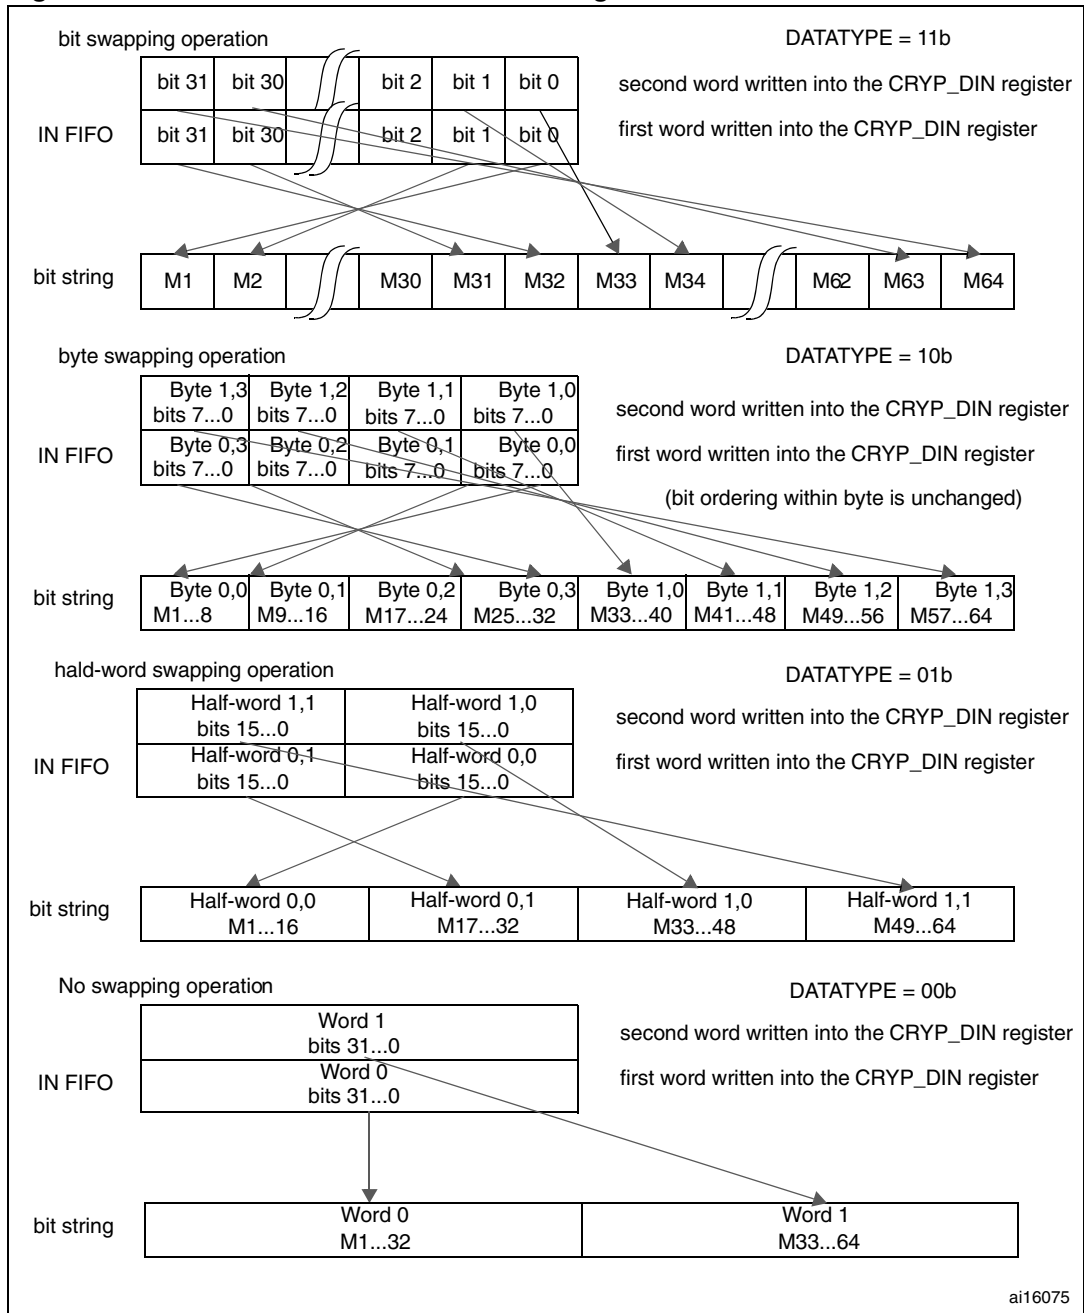 bit swapping operation DATATYPE = 11b
bit 31 bit 30 bit 2 bit 1 bit 0 second word written into the CRYP_DIN register
IN FIFO bit 31 bit 30 bit 2 bit 1 bit 0 first word written into the CRYP_DIN register
bit string M1 M2 M30 M31 M32 M33 M34 M62 M63 M64
byte swapping operation DATATYPE = 10b
Byte 1,3 Byte 1,2 Byte 1,1 Byte 1,0
bits 7...0 bits 7...0 bits 7...0 bits 7...0 second word written into the CRYP_DIN register
IN FIFO Byte 0,3 Byte 0,2 Byte 0,1 Byte 0,0 first word written into the CRYP_DIN register
bits 7...0 bits 7...0 bits 7...0 bits 7...0
(bit ordering within byte is unchanged)
bit string Byte 0,0 Byte 0,1 Byte 0,2 Byte 0,3 Byte 1,0 Byte 1,1 Byte 1,2 Byte 1,3
M1...8 M9...16 M17...24 M25...32 M33...40 M41...48 M49...56 M57...64
hald-word swapping operation DATATYPE = 01b
Half-word 1,1 Half-word 1,0
bits 15...0 bits 15...0 second word written into the CRYP_DIN register
IN FIFO Half-word 0,1 Half-word 0,0 first word written into the CRYP_DIN register
bits 15...0 bits 15...0
bit string Half-word 0,0 Half-word 0,1 Half-word 1,0 Half-word 1,1
M1...16 M17...32 M33...48 M49...64
No swapping operation DATATYPE = 00b
Word 1
bits 31...0 second word written into the CRYP_DIN register
IN FIFO Word 0 first word written into the CRYP_DIN register
bits 31...0
bit string Word 0 Word 1
M1...32 M33...64
ai16075